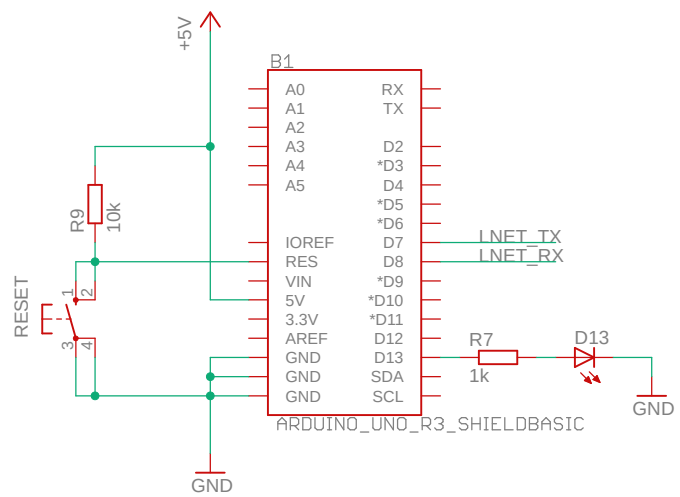 +5V
B1
A0 RX
A1 TX
A2
A3 D2
A4 *D3
A5 D4
*D5
*D6
IOREF D7 LNET_TX
RES D8 LNET_RX
VIN *D9
5V *D10
3.3V *D11
AREF D12
GND D13
GND SDA
GND SCL
R9
10k
RESET
1
2
3
4
R7
1k
D13
GND
ARDUINO_UNO_R3_SHIELDBASIC
GND